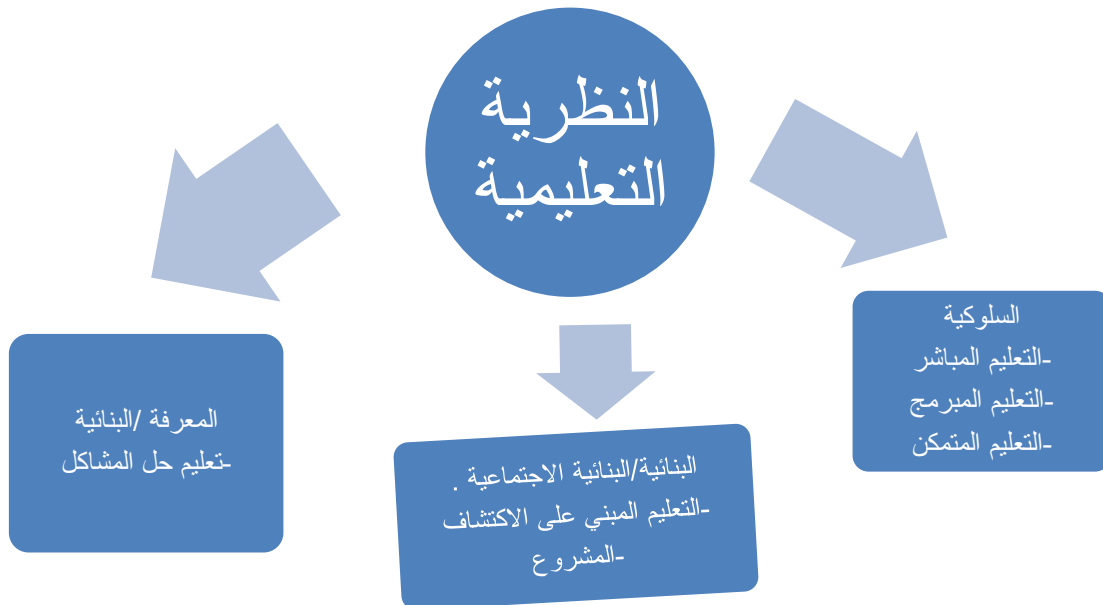 النظرية
التعليمية
السلوكية
-التعليم المباشر
-التعليم المبرمج
-التعليم المتمكن
البنائية/البنائية الاجتماعية .
-التعليم المبني على الاكتشاف
-المشروع
المعرفة /البنائية
-تعليم حل المشاكل